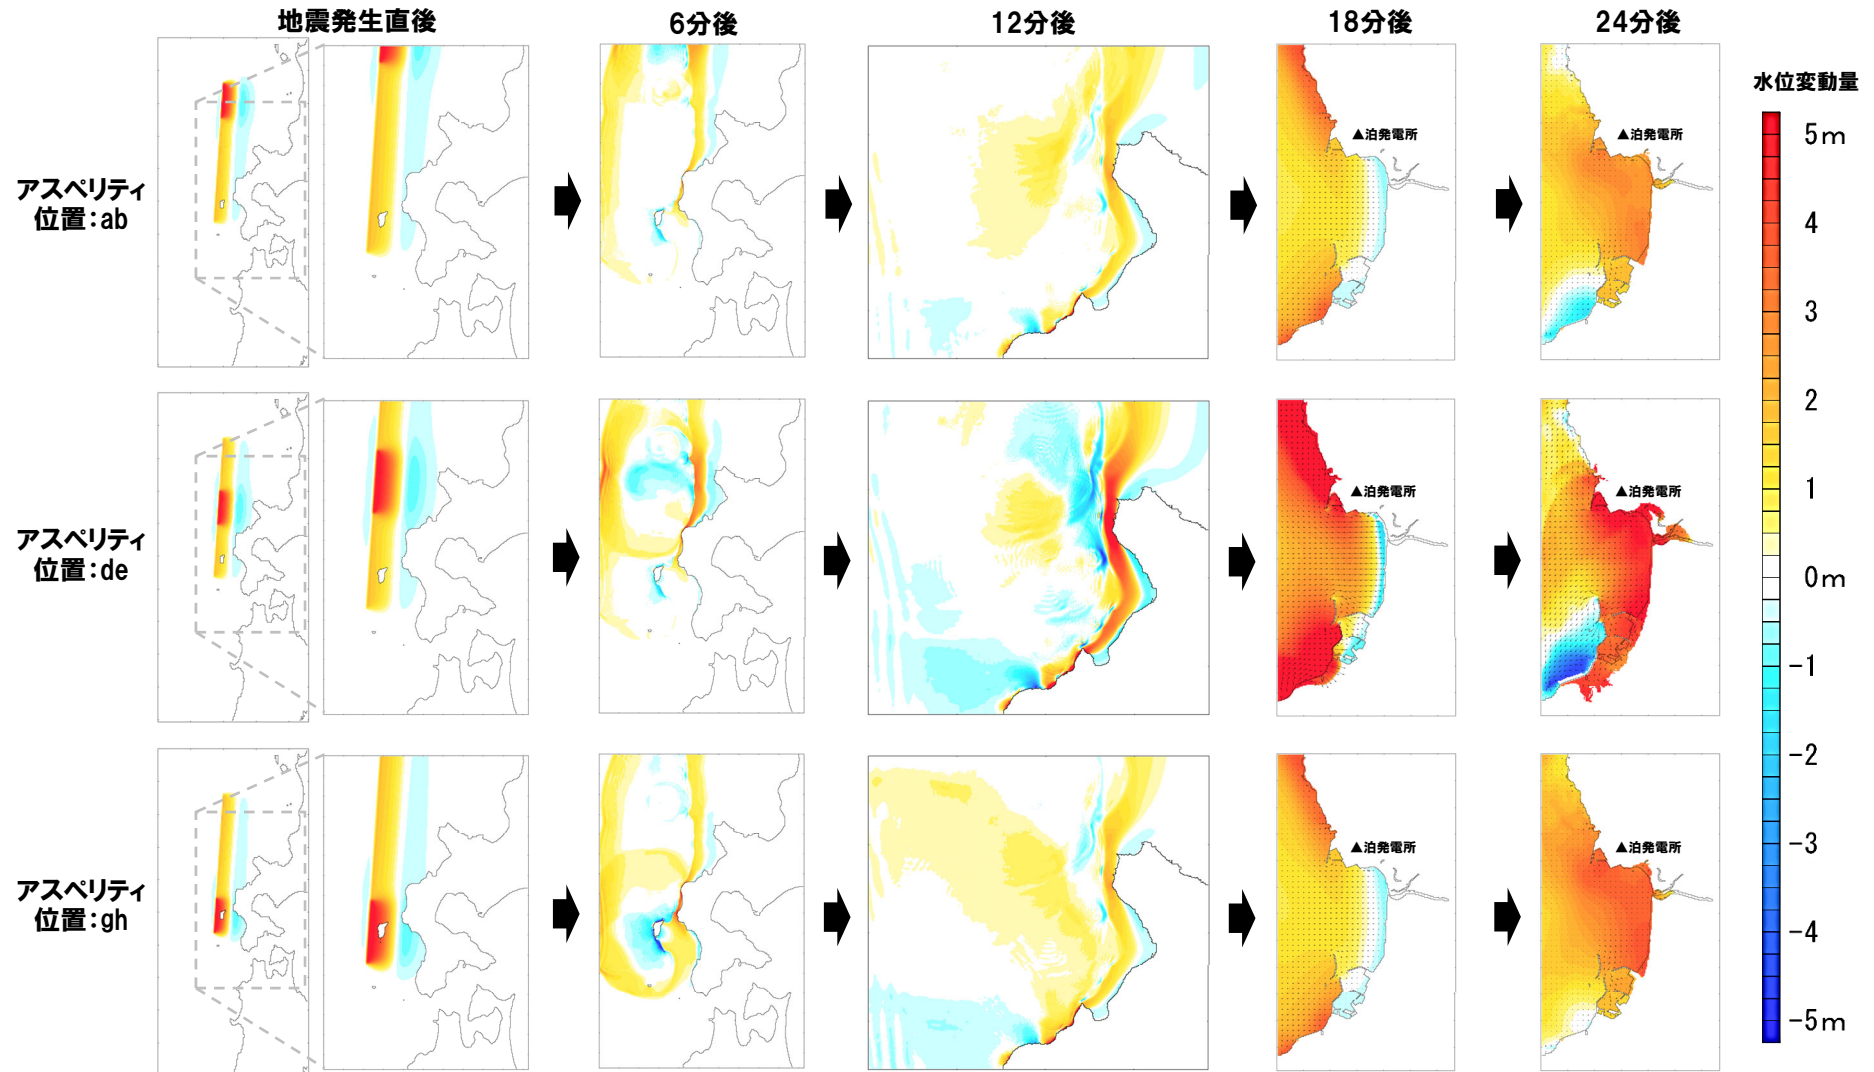 地震発生直後
6分後
12分後
18分後
24分後
水位変動量
アスペリティ
位置：ab
▲泊発電所
▲泊発電所
アスペリティ
位置：de
▲泊発電所
▲泊発電所
アスペリティ
位置：gh
▲泊発電所
▲泊発電所
5m
4
3
2
1
0m
-1
-2
-3
-4
-5m